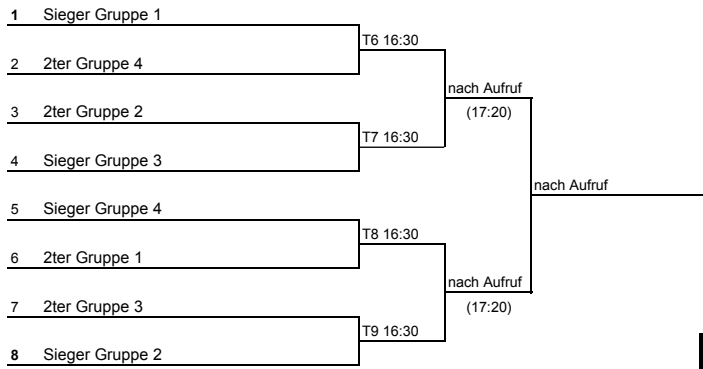 1 Sieger Gruppe 1
T6 16:30
2 2ter Gruppe 4
nach Aufruf
3 2ter Gruppe 2
(17:20)
T7 16:30
4 Sieger Gruppe 3
nach Aufruf
5 Sieger Gruppe 4
T8 16:30
6 2ter Gruppe 1
nach Aufruf
7 2ter Gruppe 3
(17:20)
T9 16:30
8 Sieger Gruppe 2